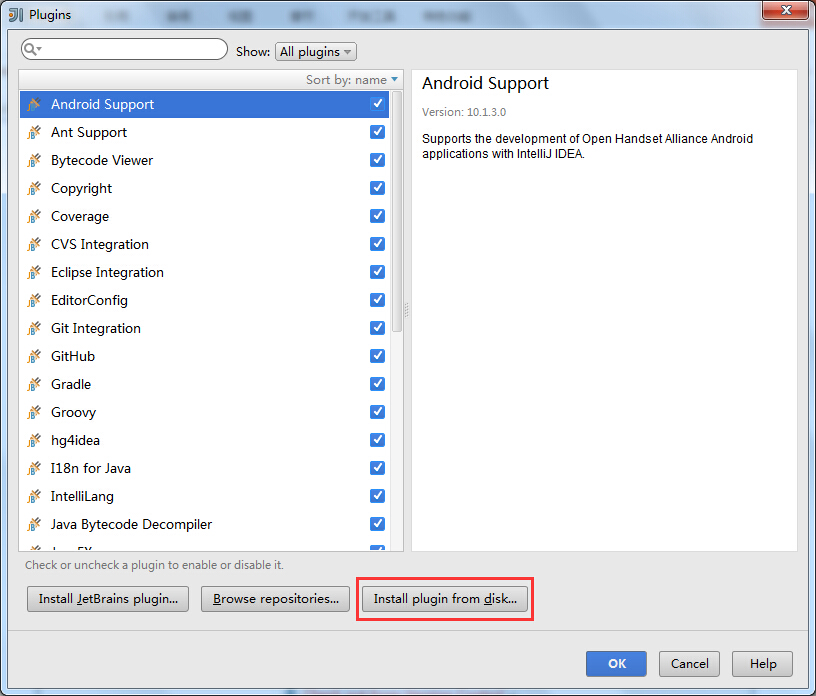 Plugins
Show: All plugins
Sort by: name
Android Support
Ant Support
Bytecode Viewer
Copyright
Coverage
CVS Integration
Eclipse Integration
EditorConfig
Git Integration
GitHub
Gradle
Groovy
hg4idea
I18n for Java
IntelliLang
Java Bytecode Decompiler
Android Support
Version: 10.1.3.0
Supports the development of Open Handset Alliance Android
applications with IntelliJ IDEA.
Check or uncheck a plugin to enable or disable it.
Install JetBrains plugin...
Browse repositories...
Install plugin from disk...
OK
Cancel
Help